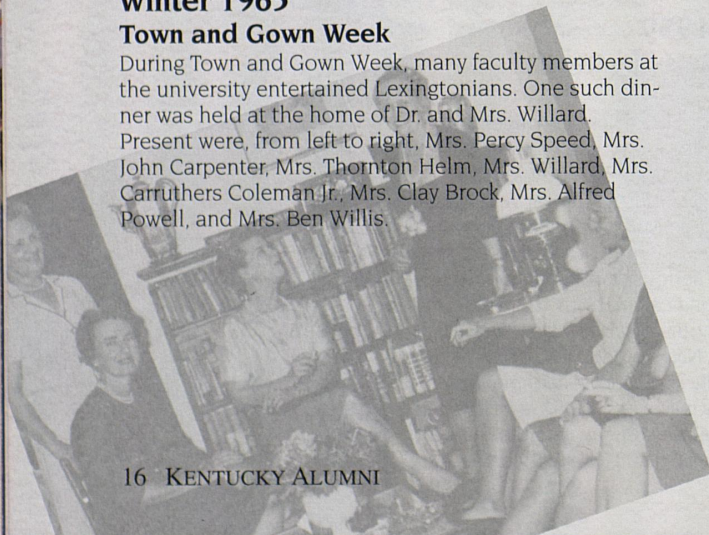 Winter 1965
Town and Gown Week
During Town and Gown Week, many faculty members at
the university entertained Lexingtonians. One such din-
ner was held at the home of Dr. and Mrs. Willard.
Present were, from left to right, Mrs. Percy Speed, Mrs.
John Carpenter, Mrs. Thornton Helm, Mrs. Willard, Mrs.
Carruthers Coleman Jr., Mrs. Clay Brock, Mrs. Alfred
Powell, and Mrs. Ben Willis.
16 KENTUCKY ALUMNI